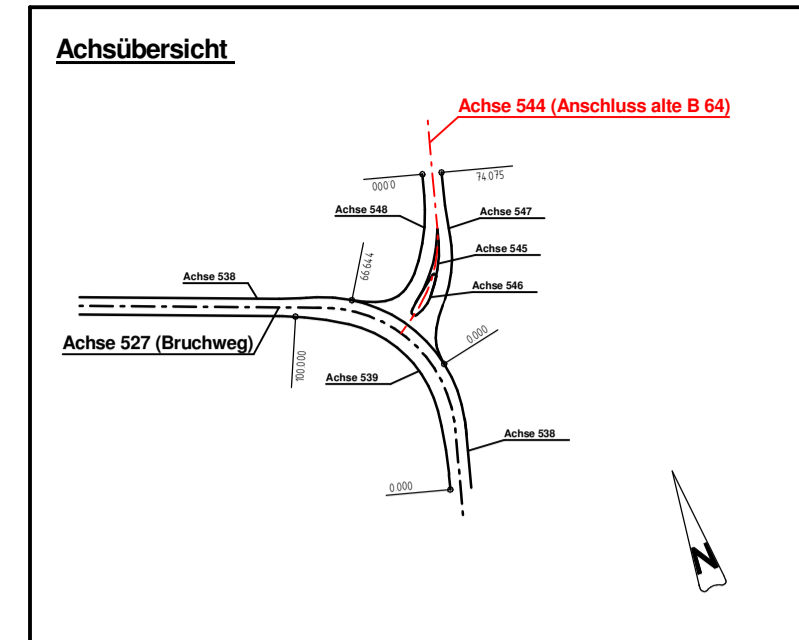 Achsübersicht
Achse 544 (Anschluss alte B 64)
0.000
74.075
Achse 548
Achse 547
Achse 545
66.644
Achse 538
Achse 546
Achse 527 (Bruchweg)
0.000
100.000
Achse 539
Achse 538
0.000
N